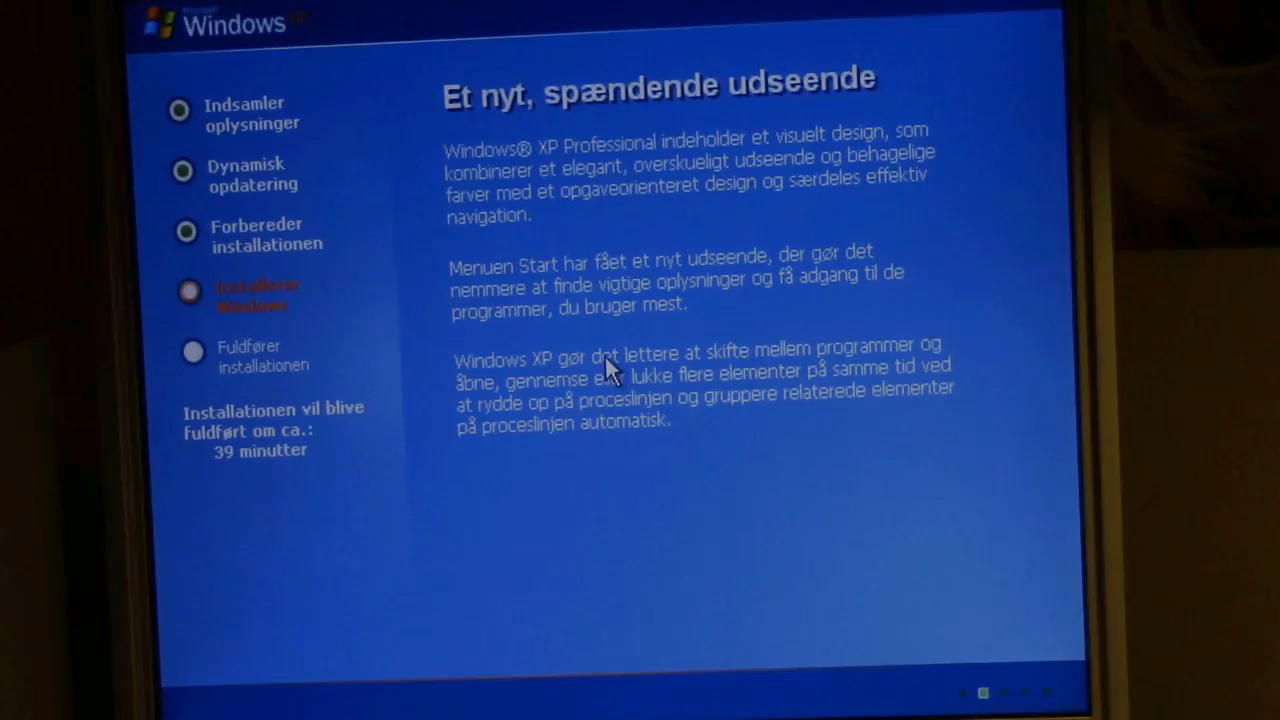 Microsoft
Windows XP
Indsamler
oplysninger
Dynamisk
opdatering
Forbereder
installationen
Installerer
Windows
Fuldfører
installationen
Installationen vil blive
fuldført om ca.:
39 minutter
Et nyt, spændende udseende
Windows® XP Professional indeholder et visuelt design, som
kombinerer et elegant, overskueligt udseende og behagelige
farver med et opgaveorienteret design og særdeles effektiv
navigation.
Menuen Start har fået et nyt udseende, der gør det
nemmere at finde vigtige oplysninger og få adgang til de
programmer, du bruger mest.
Windows XP gør det lettere at skifte mellem programmer og
åbne, gennemse eller lukke flere elementer på samme tid ved
at rydde op på proceslinjen og gruppere relaterede elementer
på proceslinjen automatisk.